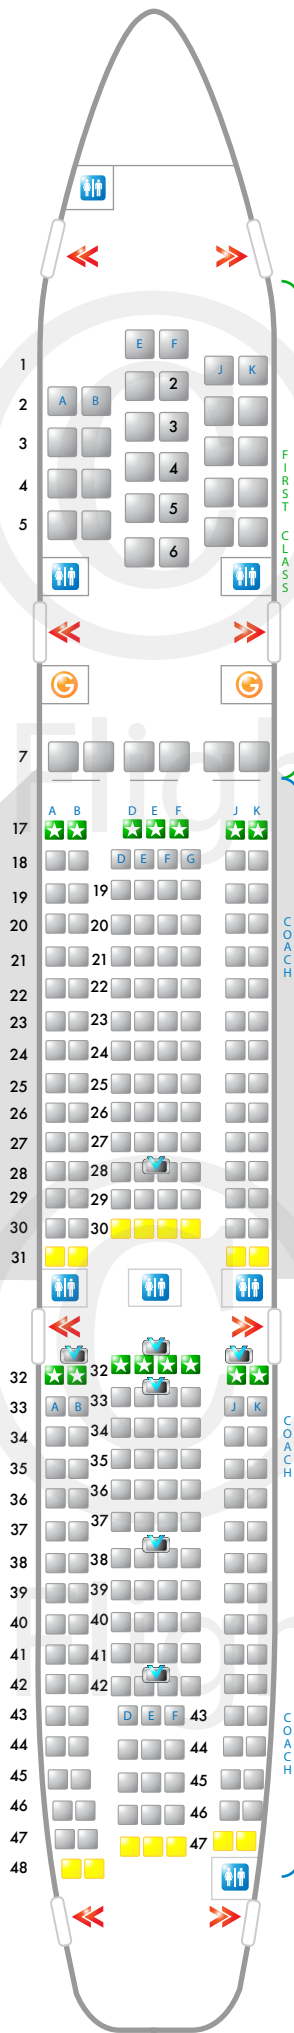 E F
1 J K
2
2 A B
3
3
4
4
5
5
6
FIRST CLASS
G G
7
A B D E F J K
17
18 D E F G
19
19
20 20
21 21
22
22
23 23
24 24
25 25
26 26
27 27
28 28
29 29
30 30
31
COACH
32 32
33 A B 33 J K
34 34
35 35
36 36
37 37
38 38
39 39
40 40
41 41
42 42
COACH
43 D E F 43
44 44
45 45
46 46
47 47
48
COACH
C
Fligh
C
Fligh